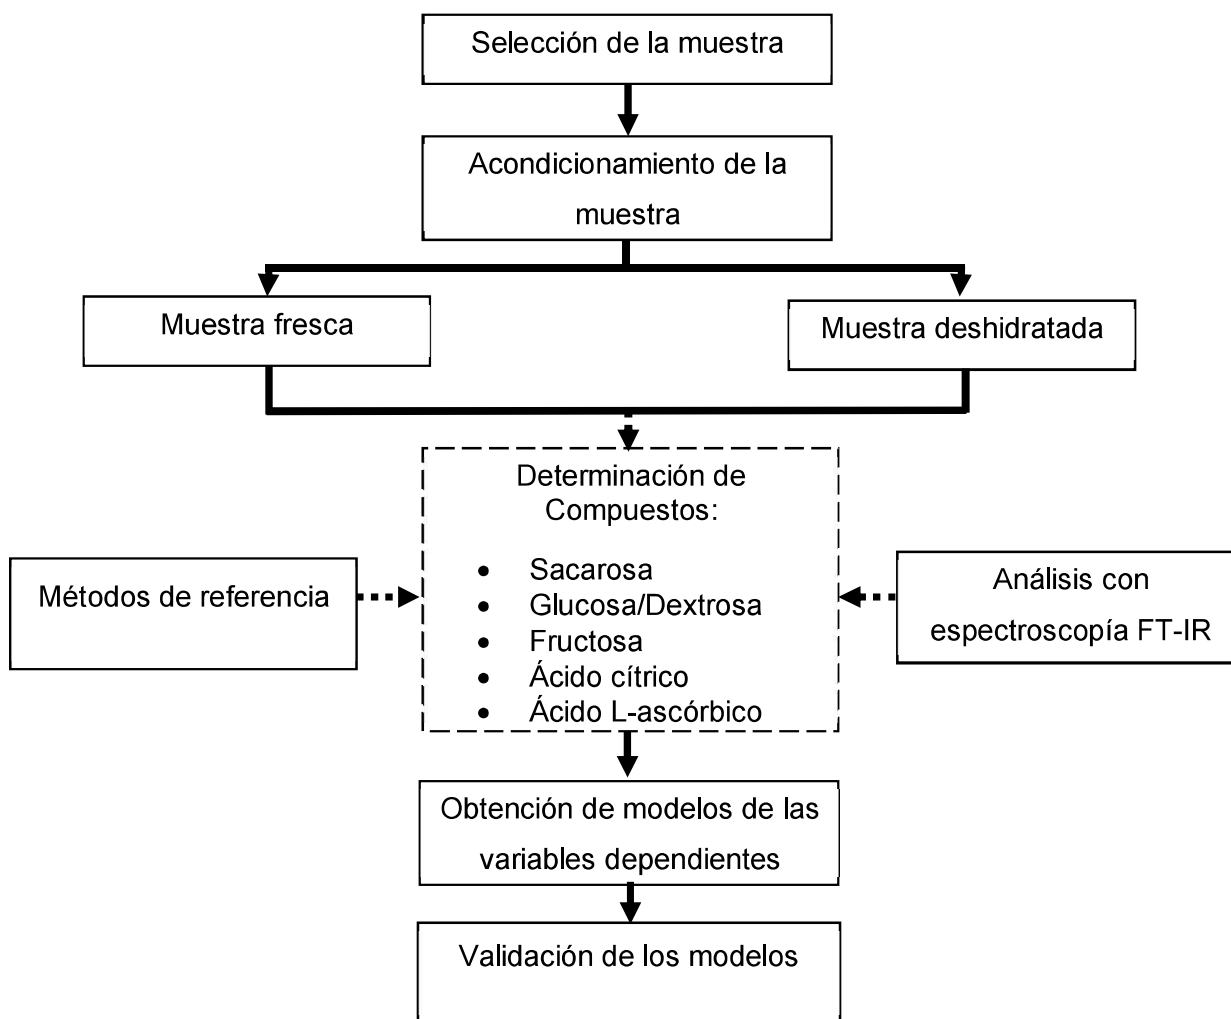 Selección de la muestra
Acondicionamiento de la
muestra
Muestra fresca
Muestra deshidratada
Determinación de
Compuestos:
• Sacarosa
• Glucosa/Dextrosa
• Fructosa
• Ácido cítrico
• Ácido L-ascórbico
Métodos de referencia
Análisis con
espectroscopía FT-IR
Obtención de modelos de las
variables dependientes
Validación de los modelos